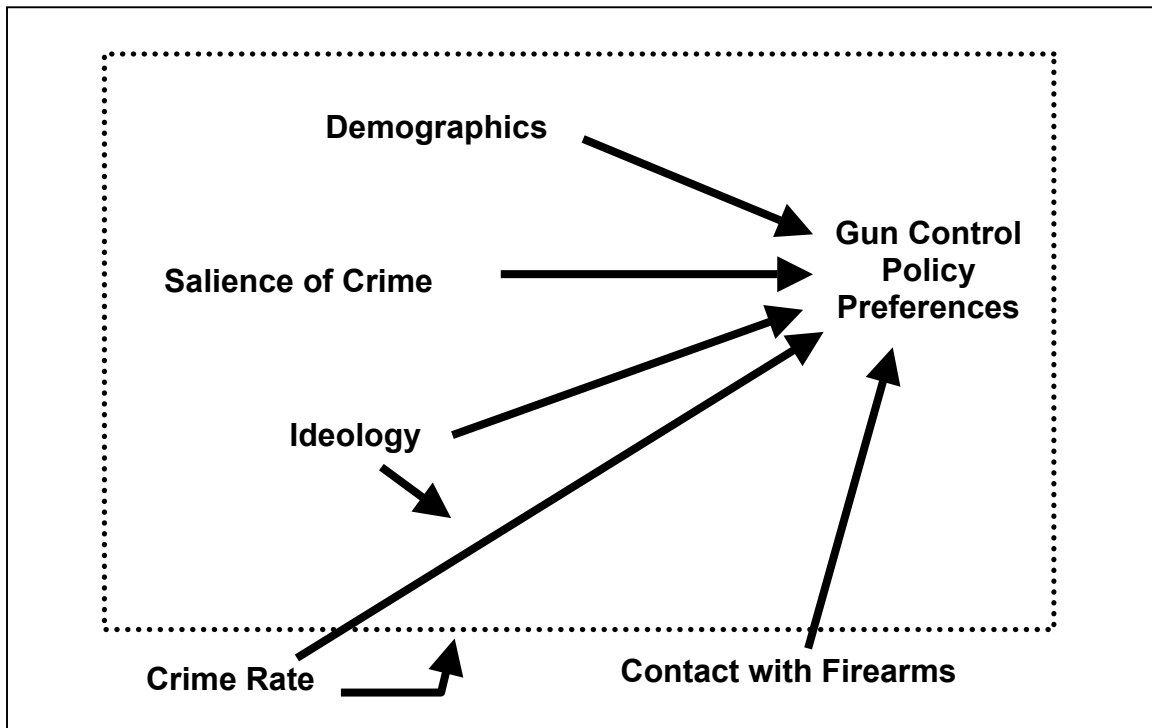 Demographics
Gun Control
Policy
Preferences
Salience of Crime
Ideology
Crime Rate
Contact with Firearms